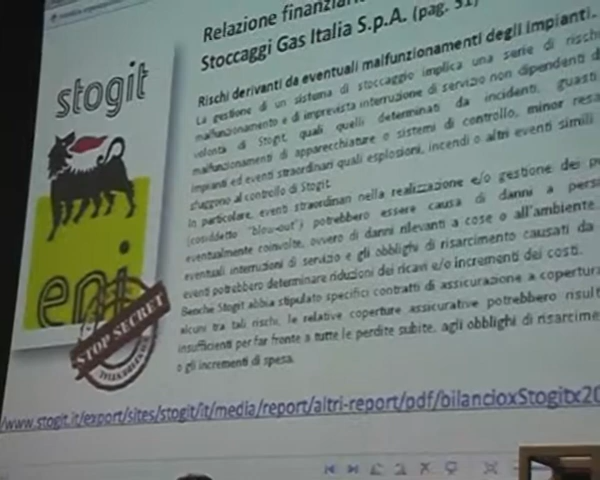 Relazione finanziaria
Stoccaggi Gas Italia S.p.A. (pag. 31)
stogit
Rischi derivanti da eventuali malfunzionamenti degli impianti.
La gestione di un sistema di stoccaggio implica una serie di rischi
malfunzionamento e di imprevista interruzione di servizio non dipendenti d
volontà di Stogit, quali quelli determinati da incidenti, guasti
malfunzionamenti di apparecchiature o sistemi di controllo, minor resa
impianti ed eventi straordinari quali esplosioni, incendi o altri eventi simili
sfuggono al controllo di Stogit.
In particolare, eventi straordinari nella realizzazione e/o gestione dei po
(cosiddetto "blow-out") potrebbero essere causa di danni a pers
eventualmente coinvolte, ovvero di danni rilevanti a cose o all'ambiente.
eventuali interruzioni di servizio e gli obblighi di risarcimento causati da
eventi potrebbero determinare riduzioni dei ricavi e/o incrementi dei costi.
Benché Stogit abbia stipulato specifici contratti di assicurazione a copertura
alcuni tra tali rischi, le relative coperture assicurative potrebbero risult
insufficienti per far fronte a tutte le perdite subite, agli obblighi di risarcime
o gli incrementi di spesa.
eni
STOP SECRET
/www.stogit.it/export/sites/stogit/it/media/report/altri-report/pdf/bilancioxStogitx20